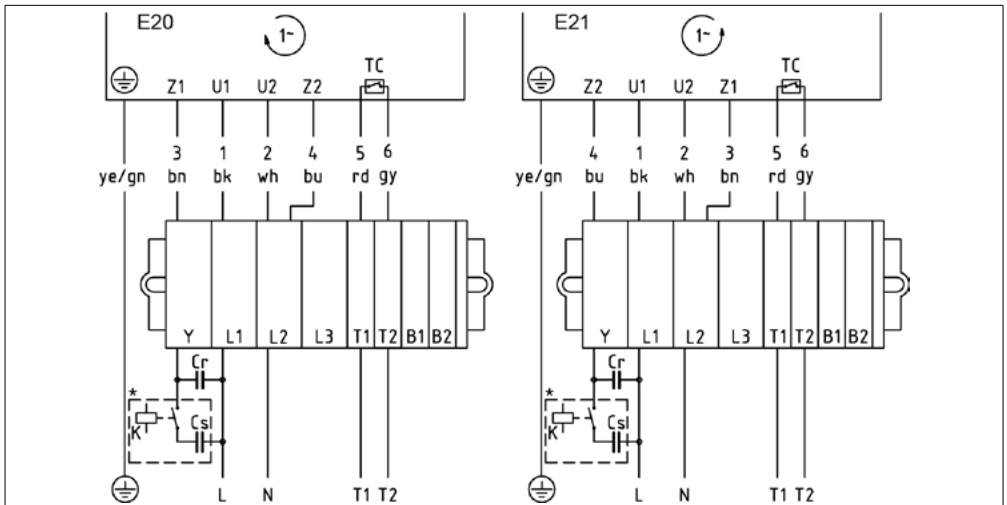 E20 1~ E21 1~
TC TC
Z1 U1 U2 Z2 Z2 U1 U2 Z1
3 1 2 4 5 6 4 1 2 3 5 6
ye/gn bn bk wh bu rd gy ye/gn bu bk wh bn rd gy
Y L1 L2 L3 T1 T2 B1 B2 Y L1 L2 L3 T1 T2 B1 B2
Cr Cr
* *
K Cs K Cs
L N T1 T2 L N T1 T2